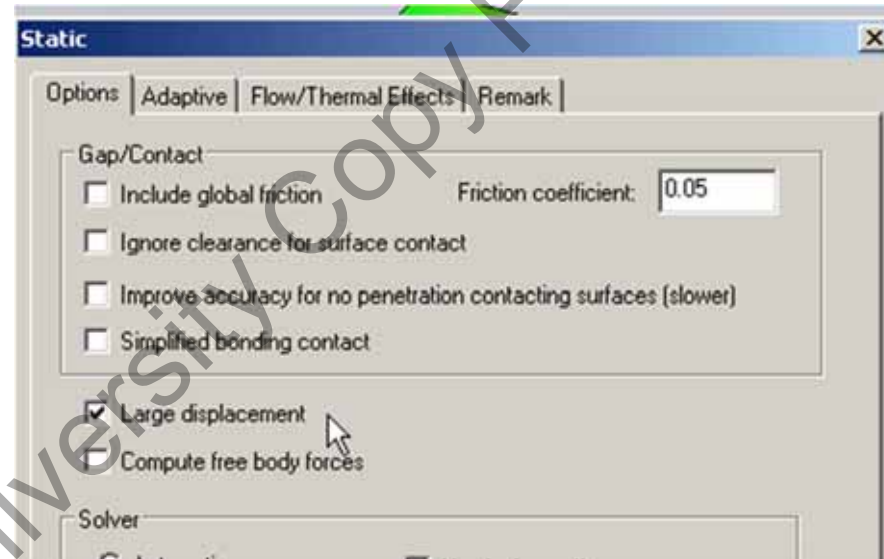 Static
Options Adaptive Flow/Thermal Effects Remark
Gap/Contact
Include global friction Friction coefficient: 0.05
Ignore clearance for surface contact
Improve accuracy for no penetration contacting surfaces (slower)
Simplified bonding contact
Large displacement
Compute free body forces
Solver
University Copy